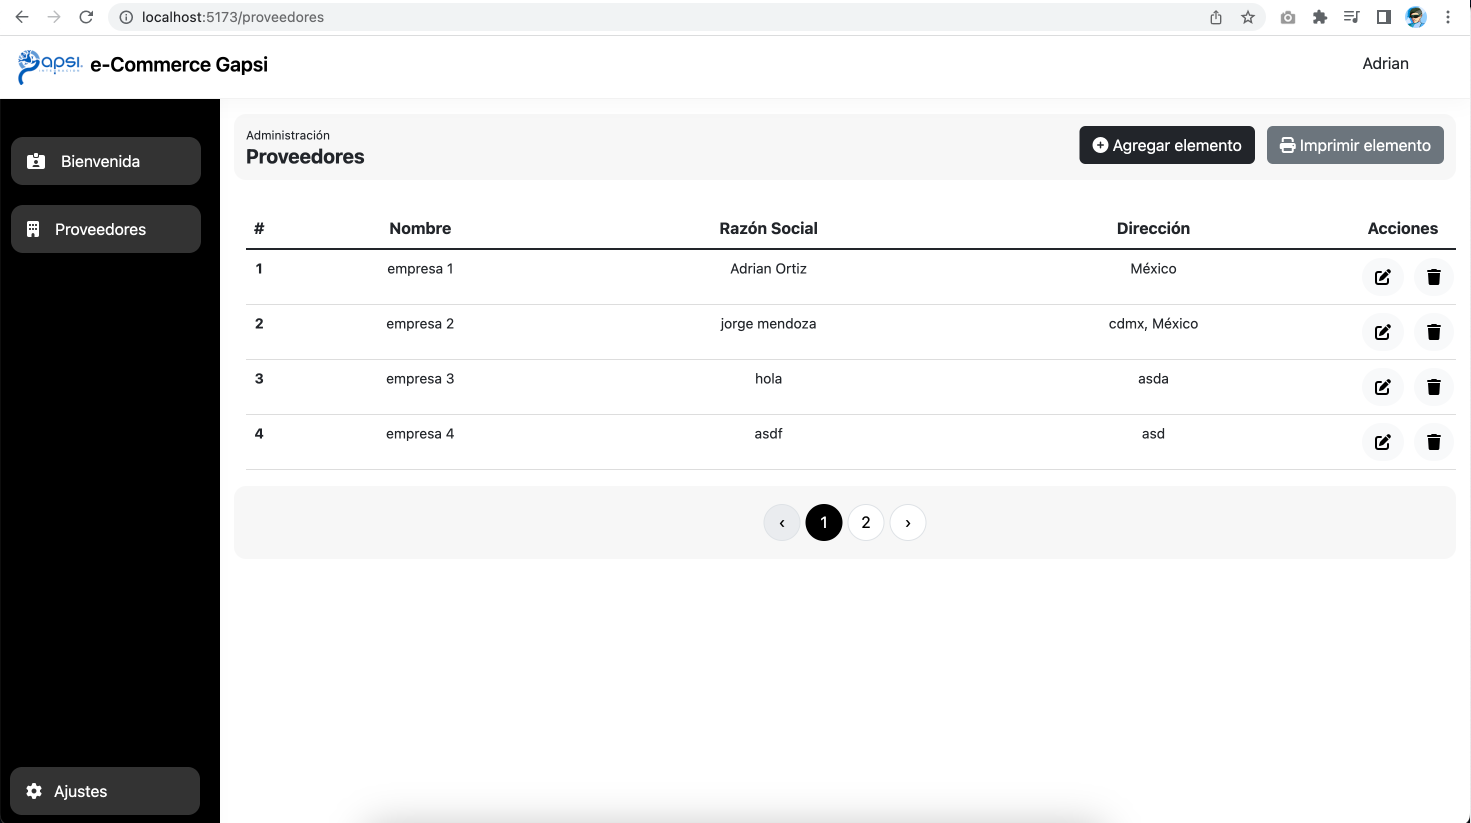 localhost:5173/proveedores
apsi e-Commerce Gapsi
Adrian
Bienvenida
Proveedores
Ajustes
Administración
Proveedores
Agregar elemento
Imprimir elemento
# Nombre Razón Social Dirección Acciones
1 empresa 1 Adrian Ortiz México
2 empresa 2 jorge mendoza cdmx, México
3 empresa 3 hola asda
4 empresa 4 asdf asd
‹ 1 2 ›